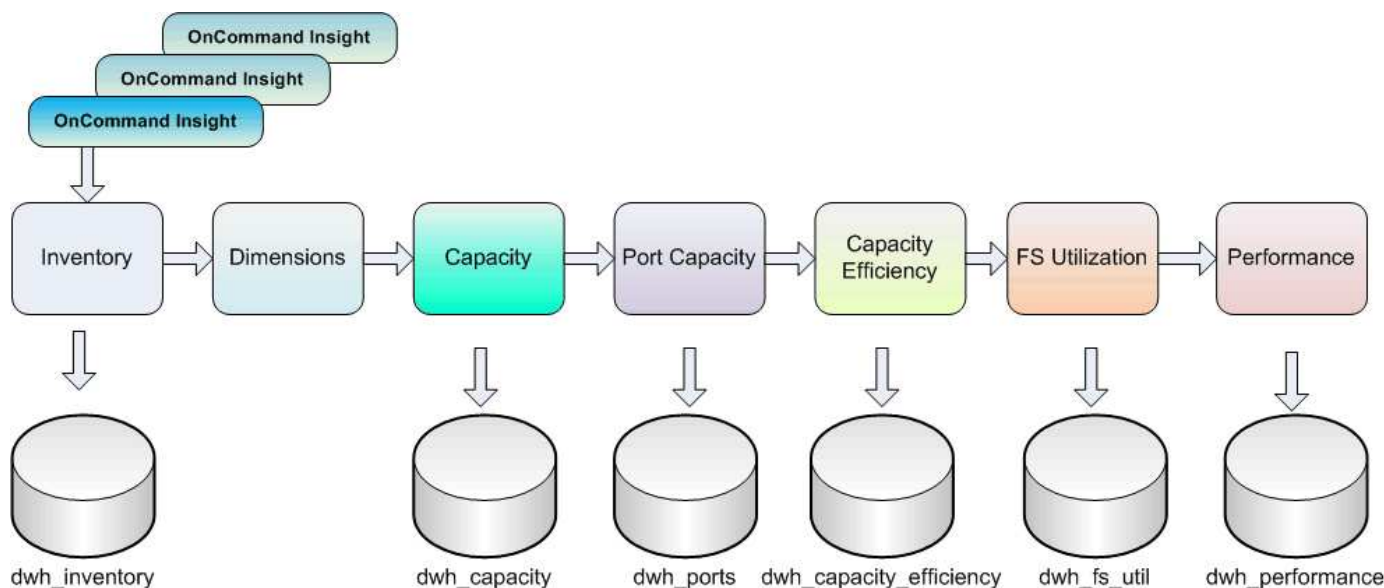 OnCommand Insight
OnCommand Insight
OnCommand Insight
Inventory
Dimensions
Capacity
Port Capacity
Capacity
Efficiency
FS Utilization
Performance
dwh_inventory
dwh_capacity
dwh_ports
dwh_capacity_efficiency
dwh_fs_util
dwh_performance